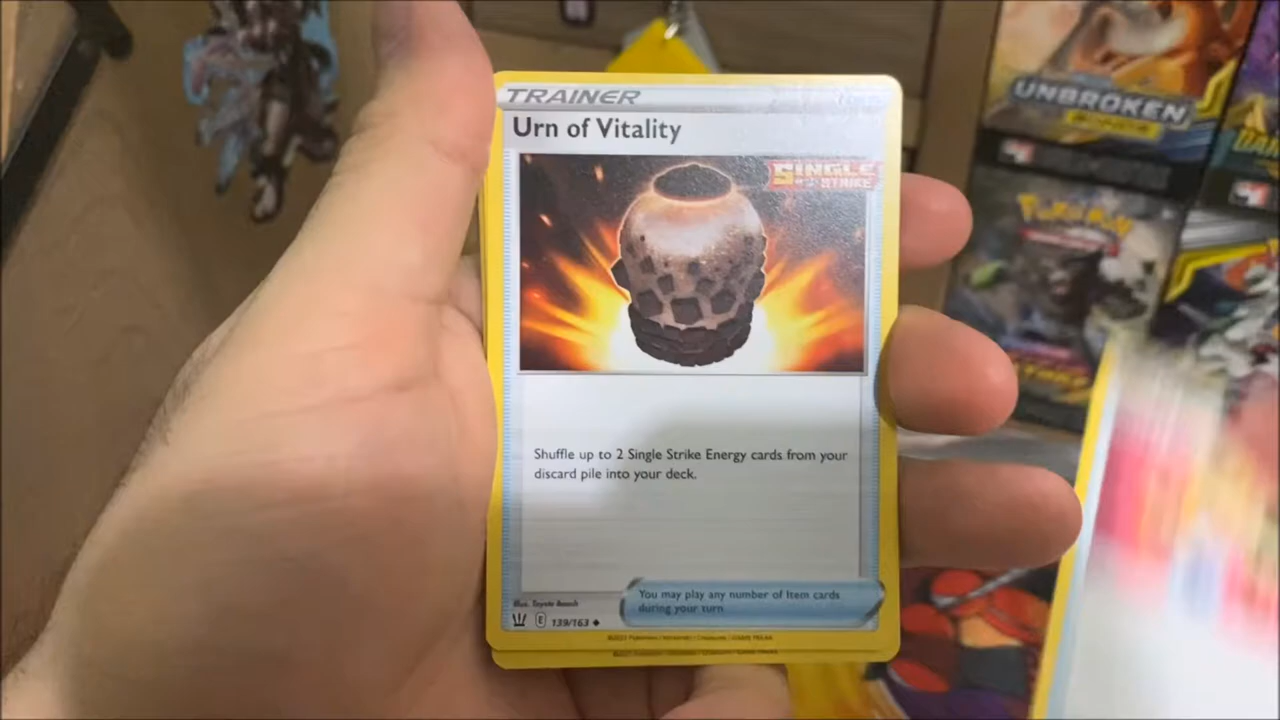 TRAINER
Urn of Vitality
SINGLE
STRIKE
Shuffle up to 2 Single Strike Energy cards from your
discard pile into your deck.
You may play any number of Item cards
during your turn
Illus. Toyste Beach
E 139/163
UNBROKEN
POKÉMON